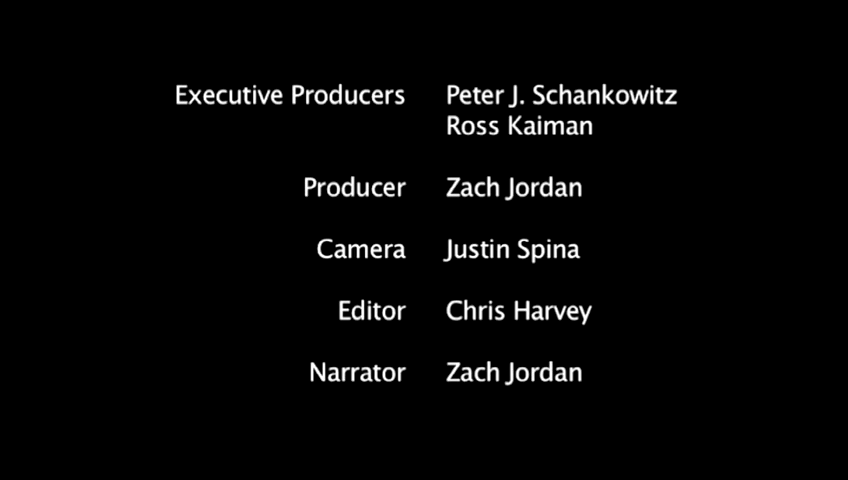 Executive Producers Peter J. Schankowitz
Ross Kaiman
Producer Zach Jordan
Camera Justin Spina
Editor Chris Harvey
Narrator Zach Jordan